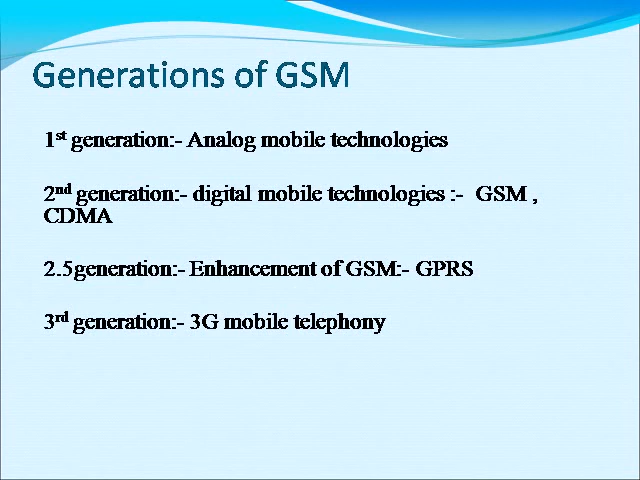 Generations of GSM
1st generation:- Analog mobile technologies
2nd generation:- digital mobile technologies :-  GSM ,
CDMA
2.5generation:- Enhancement of GSM:- GPRS
3rd generation:- 3G mobile telephony